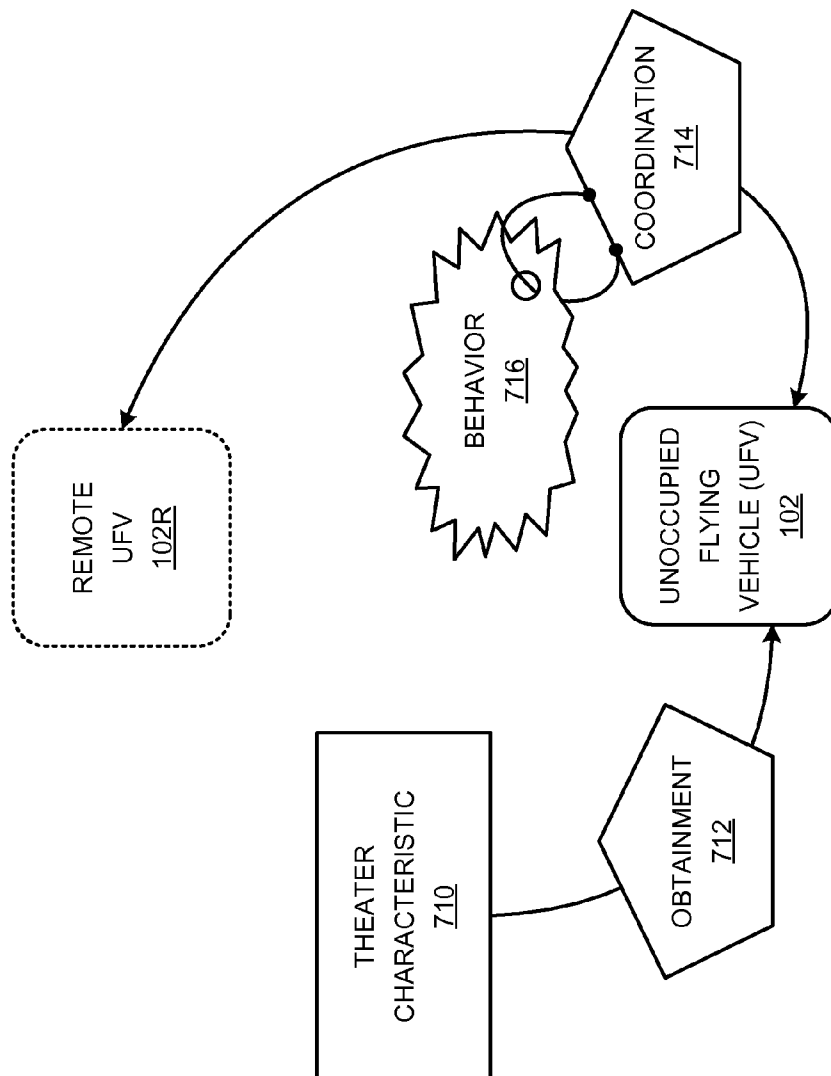 REMOTE
UFV
102R
THEATER
CHARACTERISTIC
710
BEHAVIOR
716
COORDINATION
714
OBTAINMENT
712
UNOCCUPIED
FLYING
VEHICLE (UFV)
102